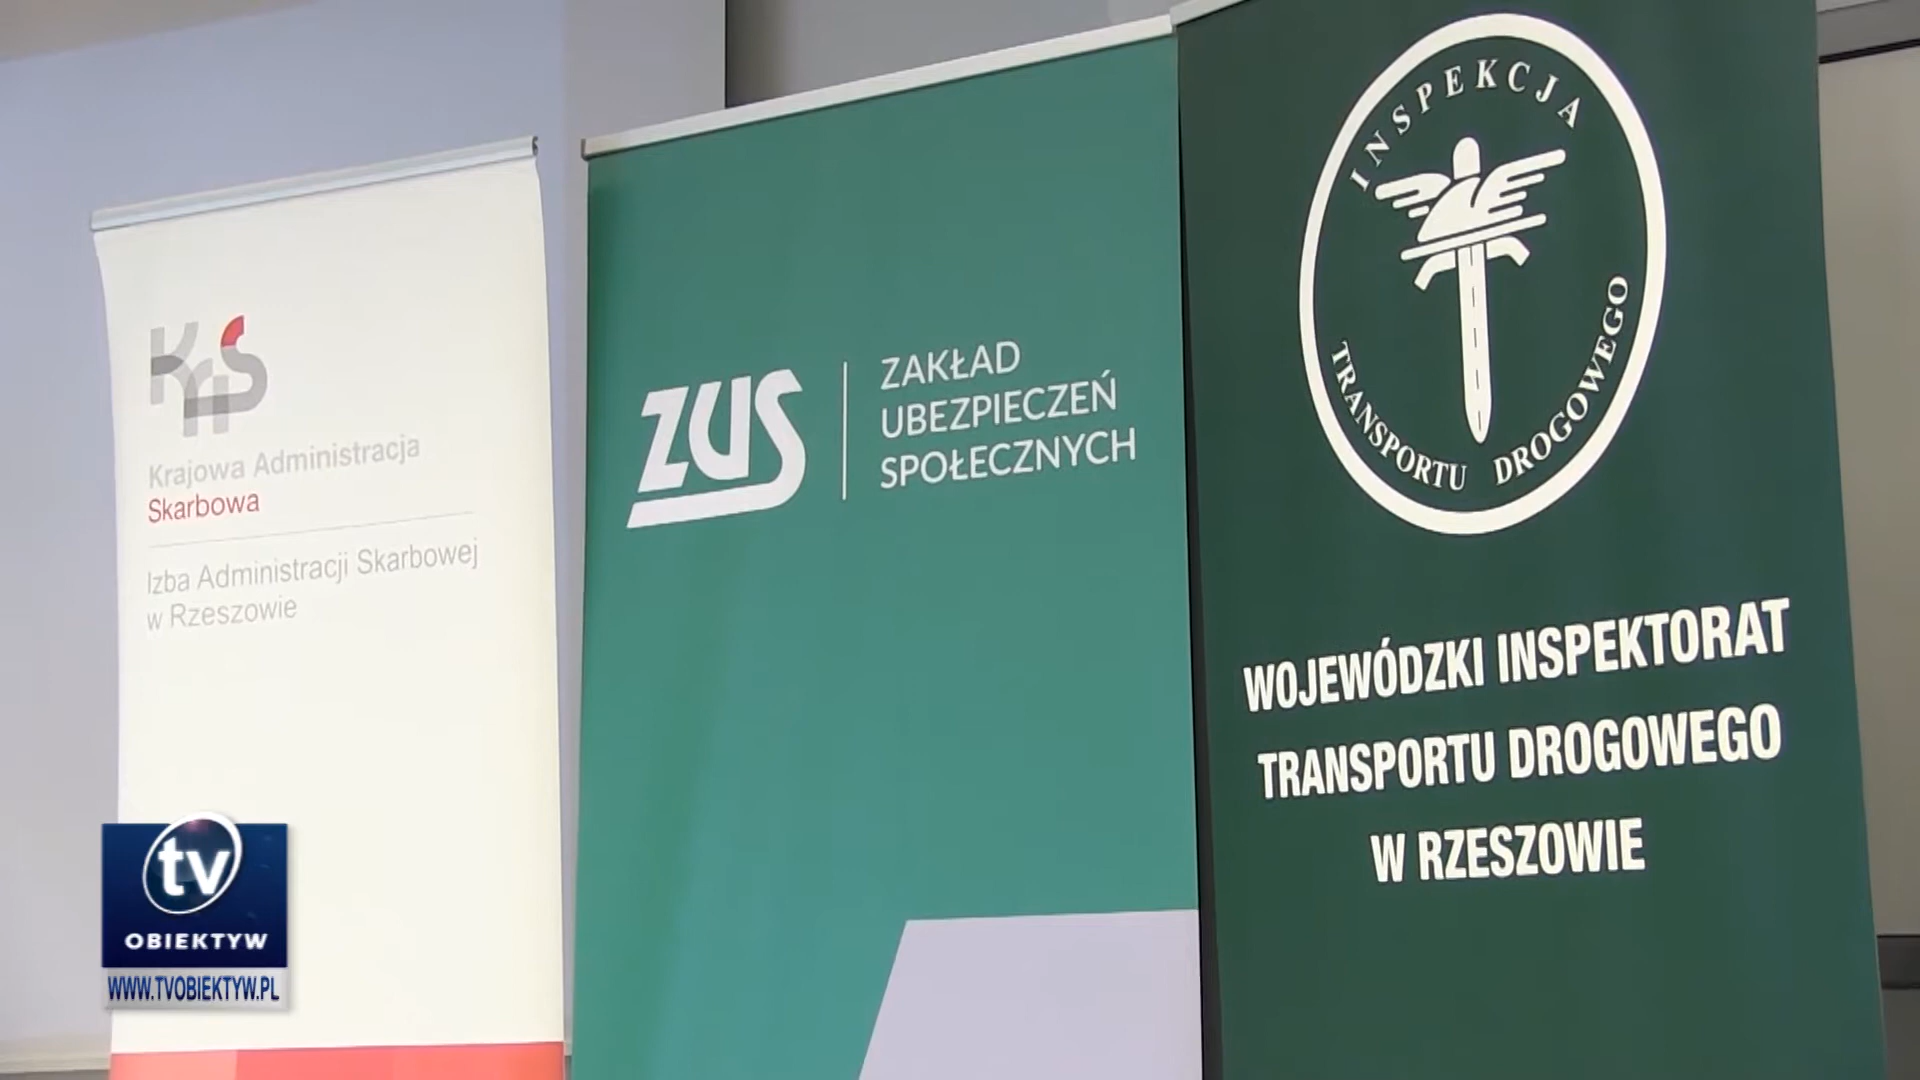 KAS
Krajowa Administracja
Skarbowa
Izba Administracji Skarbowej
w Rzeszowie
ZUS
ZAKŁAD
UBEZPIECZEŃ
SPOŁECZNYCH
INSPEKCJA
TRANSPORTU DROGOWEGO
WOJEWÓDZKI INSPEKTORAT
TRANSPORTU DROGOWEGO
W RZESZOWIE
tv
OBIEKTYW
WWW.TVOBIEKTYW.PL